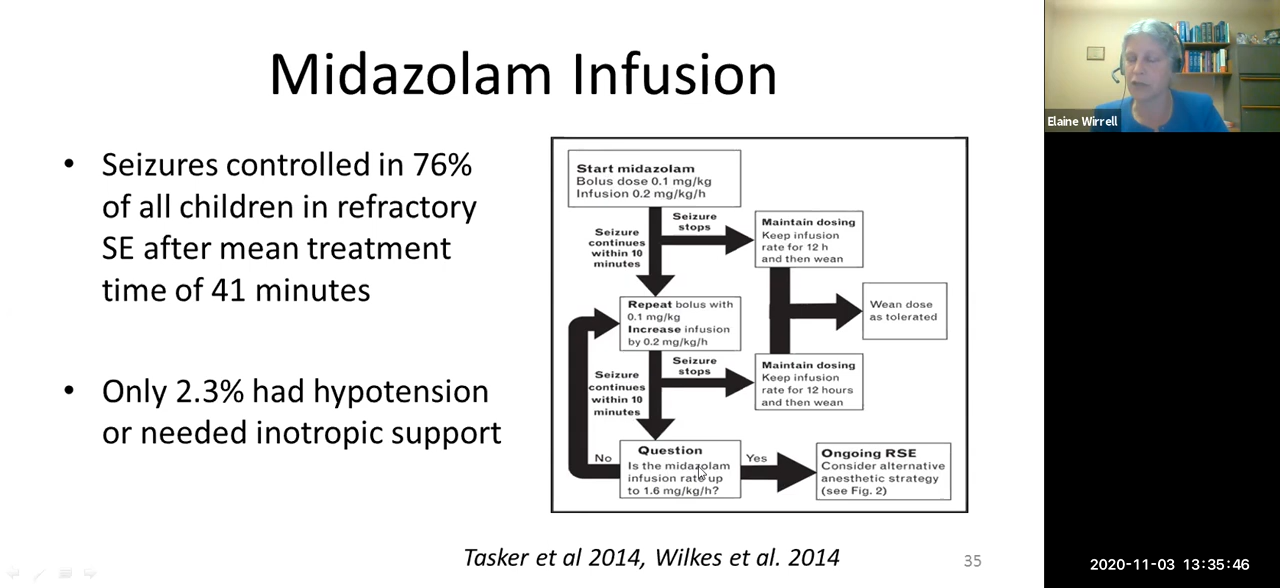 Midazolam Infusion
• Seizures controlled in 76%
of all children in refractory
SE after mean treatment
time of 41 minutes
• Only 2.3% had hypotension
or needed inotropic support
Start midazolam
Bolus dose 0.1 mg/kg
Infusion 0.2 mg/kg/h
Seizure
continues
within 10
minutes
Seizure
stops
Maintain dosing
Keep infusion
rate for 12 h
and then wean
Repeat bolus with
0.1 mg/kg
Increase infusion
by 0.2 mg/kg/h
Wean dose
as tolerated
Seizure
continues
within 10
minutes
Seizure
stops
Maintain dosing
Keep infusion
rate for 12 hours
and then wean
No
Question
Is the midazolam
infusion rate up
to 1.6 mg/kg/h?
Yes
Ongoing RSE
Consider alternative
anesthetic strategy
(see Fig. 2)
Tasker et al 2014, Wilkes et al. 2014
35
Elaine Wirrell
2020-11-03 13:35:46